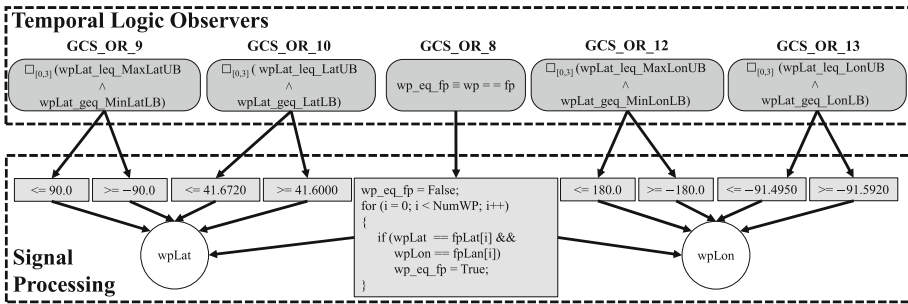 Temporal Logic Observers
GCS_OR_9
GCS_OR_10
GCS_OR_8
GCS_OR_12
GCS_OR_13
□[0,3] (wpLat_leq_MaxLatUB
^
wpLat_geq_MinLatLB)
□[0,3] ( wpLat_leq_LatUB
^
wpLat_geq_LatLB)
wp_eq_fp ≡ wp == fp
□[0,3] (wpLat_leq_MaxLonUB
^
wpLat_geq_MinLonLB)
□[0,3] (wpLat_leq_LonUB
^
wpLat_geq_LonLB)
<= 90.0
>= −90.0
<= 41.6720
>= 41.6000
wp_eq_fp = False;
for (i = 0; i < NumWP; i++)
{
if (wpLat == fpLat[i] &&
wpLon == fpLan[i])
wp_eq_fp = True;
}
<= 180.0
>= −180.0
<= −91.4950
>= −91.5920
wpLat
wpLon
Signal
Processing